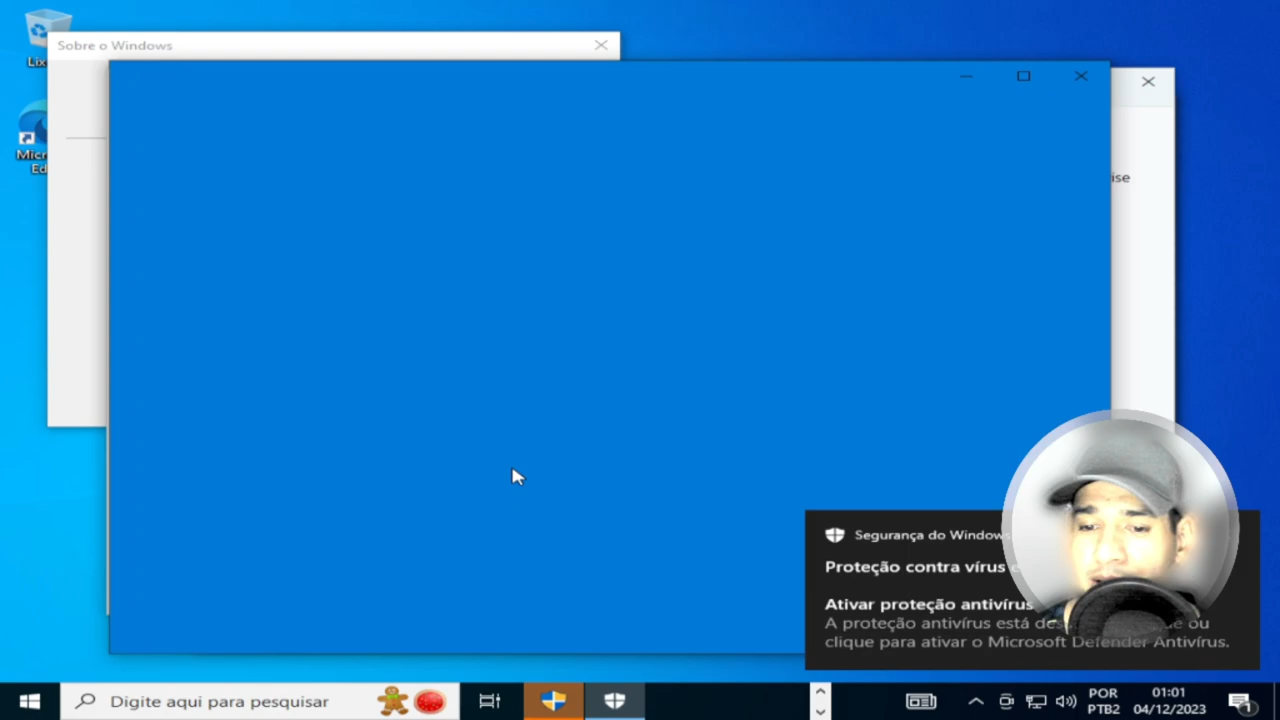 Sobre o Windows
Lix
Micr
Ed
ise
Segurança do Windows
Proteção contra vírus
Ativar proteção antivírus
A proteção antivírus está des ou
clique para ativar o Microsoft Defender Antivírus.
Digite aqui para pesquisar
POR
PTB2
01:01
04/12/2023
1